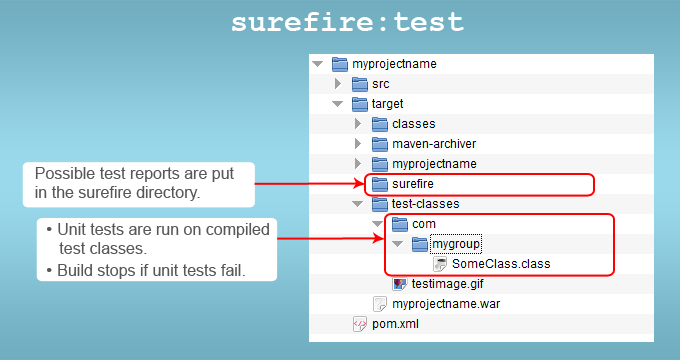 surefire:test
myprojectname
src
target
classes
maven-archiver
myprojectname
Possible test reports are put
in the surefire directory.
surefire
test-classes
• Unit tests are run on compiled
test classes.
• Build stops if unit tests fail.
com
mygroup
SomeClass.class
testimage.gif
myprojectname.war
pom.xml